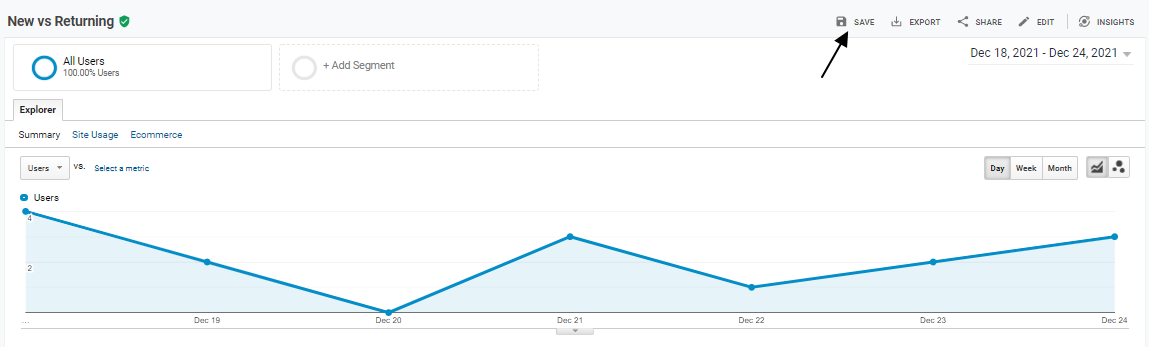 New vs Returning
SAVE EXPORT SHARE EDIT INSIGHTS
All Users
100.00% Users
+ Add Segment
Dec 18, 2021 - Dec 24, 2021
Explorer
Summary Site Usage Ecommerce
Users vs. Select a metric
Day Week Month
Users
4
2
... Dec 19 Dec 20 Dec 21 Dec 22 Dec 23 Dec 24